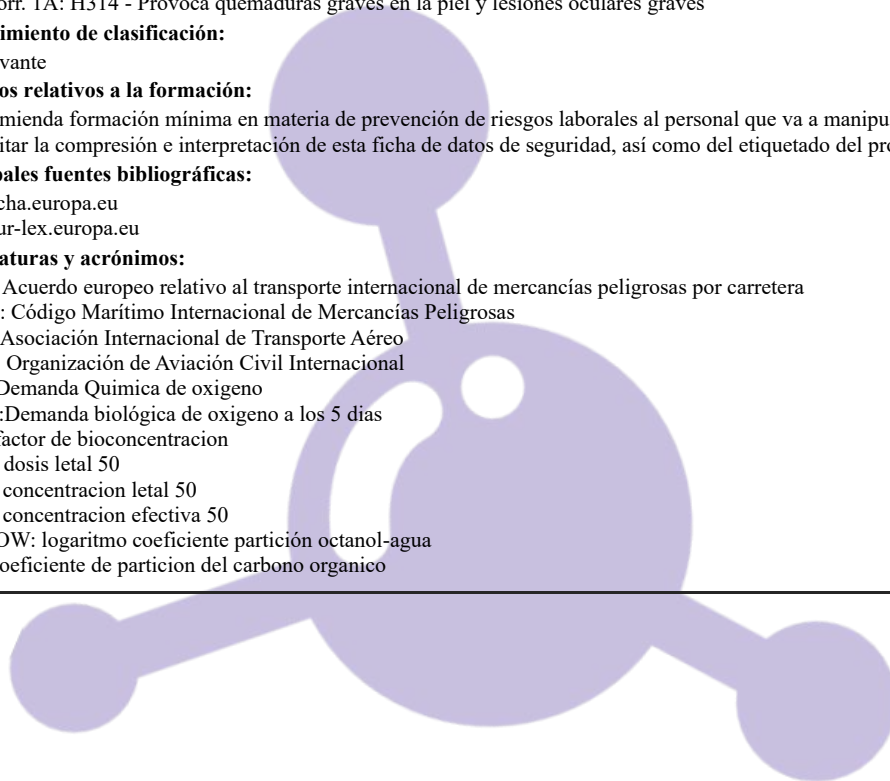 orr. 1A: H314 - Provoca quemaduras graves en la piel y lesiones oculares graves
imiento de clasificación:
vante
os relativos a la formación:
mienda formación mínima en materia de prevención de riesgos laborales al personal que va a manipu
itar la compresión e interpretación de esta ficha de datos de seguridad, así como del etiquetado del pro
pales fuentes bibliográficas:
cha.europa.eu
ur-lex.europa.eu
aturas y acrónimos:
Acuerdo europeo relativo al transporte internacional de mercancías peligrosas por carretera
: Código Marítimo Internacional de Mercancías Peligrosas
Asociación Internacional de Transporte Aéreo
Organización de Aviación Civil Internacional
Demanda Quimica de oxigeno
:Demanda biológica de oxigeno a los 5 dias
factor de bioconcentracion
dosis letal 50
concentracion letal 50
concentracion efectiva 50
OW: logaritmo coeficiente partición octanol-agua
oeficiente de particion del carbono organico